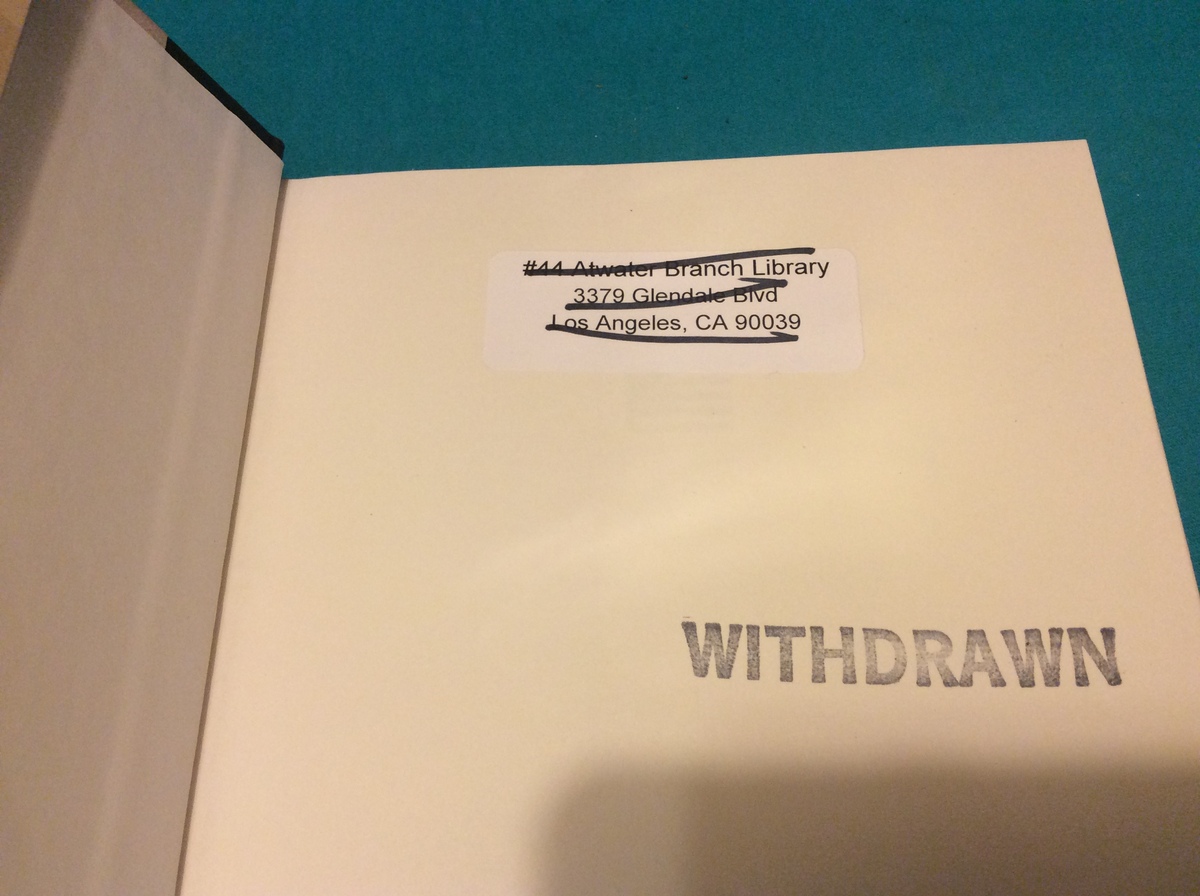 #44 Atwater Branch Library
3379 Glendale Blvd
Los Angeles, CA 90039
WITHDRAWN